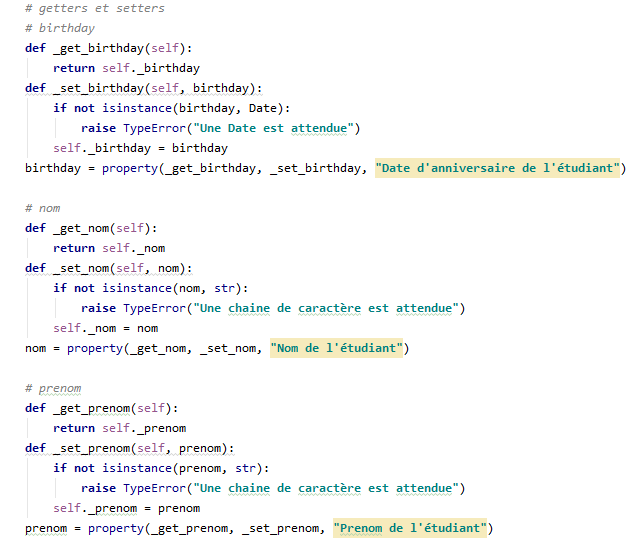 # getters et setters
# birthday
def _get_birthday(self):
return self._birthday
def _set_birthday(self, birthday):
if not isinstance(birthday, Date):
raise TypeError("Une Date est attendue")
self._birthday = birthday
birthday = property(_get_birthday, _set_birthday, "Date d'anniversaire de l'étudiant")
# nom
def _get_nom(self):
return self._nom
def _set_nom(self, nom):
if not isinstance(nom, str):
raise TypeError("Une chaine de caractère est attendue")
self._nom = nom
nom = property(_get_nom, _set_nom, "Nom de l'étudiant")
# prenom
def _get_prenom(self):
return self._prenom
def _set_prenom(self, prenom):
if not isinstance(prenom, str):
raise TypeError("Une chaine de caractère est attendue")
self._prenom = prenom
prenom = property(_get_prenom, _set_prenom, "Prenom de l'étudiant")